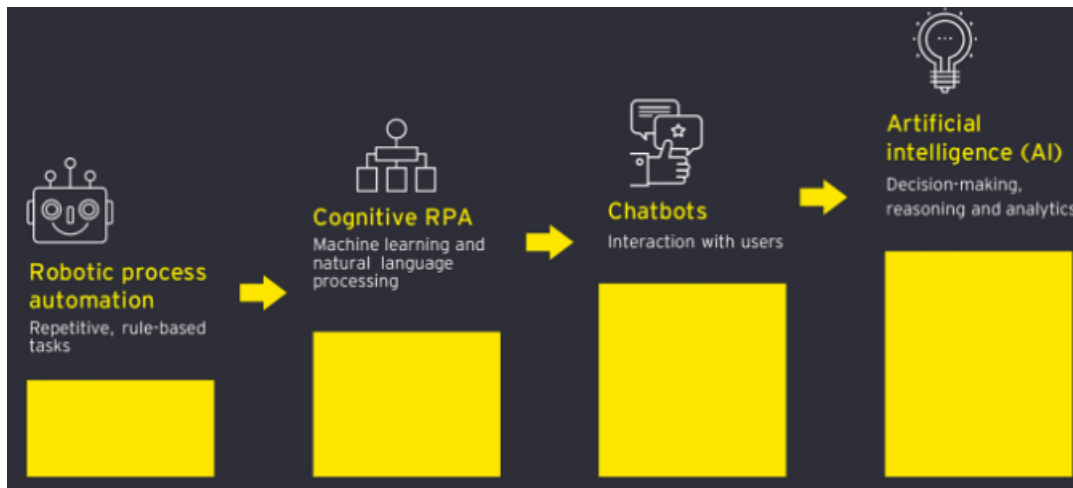 Robotic process
automation
Repetitive, rule-based
tasks
Cognitive RPA
Machine learning and
natural language
processing
Chatbots
Interaction with users
Artificial
intelligence (AI)
Decision-making,
reasoning and analytics